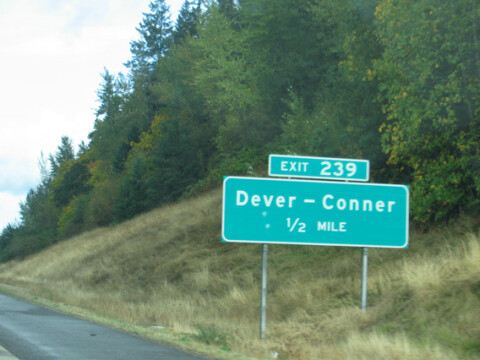 EXIT 239
Dever – Conner
1/2 MILE